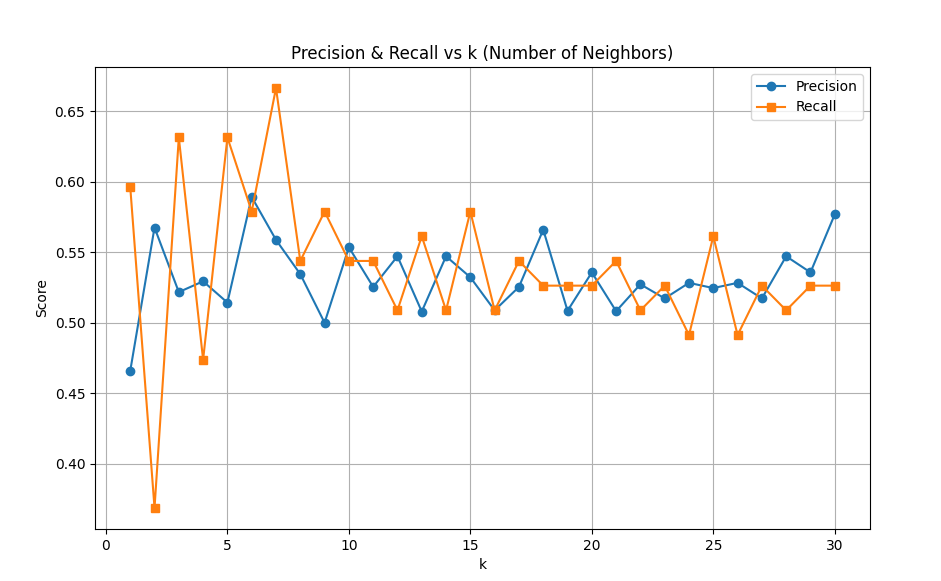 Precision & Recall vs k (Number of Neighbors)
Precision
Recall
0.65
0.60
0.55
0.50
0.45
0.40
Score
0 5 10 15 20 25 30
k